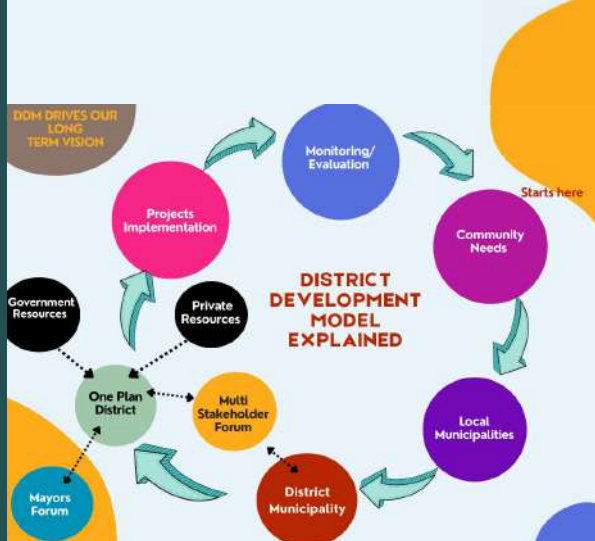 DDM DRIVES OUR
LONG
TERM VISION
Monitoring/
Evaluation
Starts here
Projects
Implementation
Community
Needs
DISTRICT
DEVELOPMENT
MODEL
EXPLAINED
Government
Resources
Private
Resources
One Plan
District
Multi
Stakeholder
Forum
Local
Municipalities
Mayors
Forum
District
Municipality